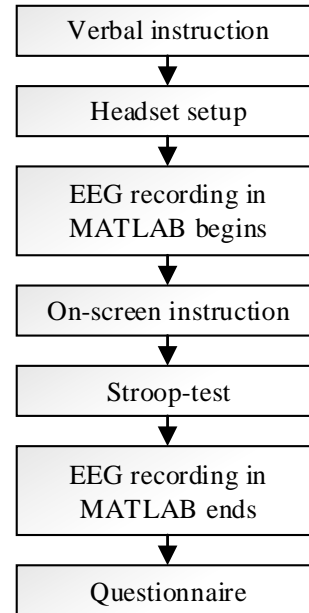 Verbal instruction
Headset setup
EEG recording in
MATLAB begins
On-screen instruction
Stroop-test
EEG recording in
MATLAB ends
Questionnaire